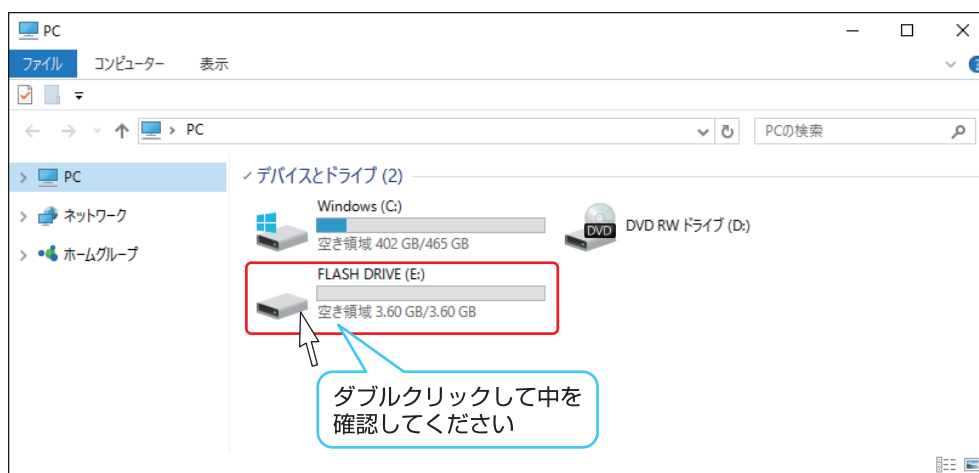 PC
ファイル コンピューター 表示
PC
PCの検索
PC
デバイスとドライブ (2)
Windows (C:)
空き領域 402 GB/465 GB
DVD
DVD RW ドライブ (D:)
ネットワーク
ホームグループ
FLASH DRIVE (E:)
空き領域 3.60 GB/3.60 GB
ダブルクリックして中を
確認してください